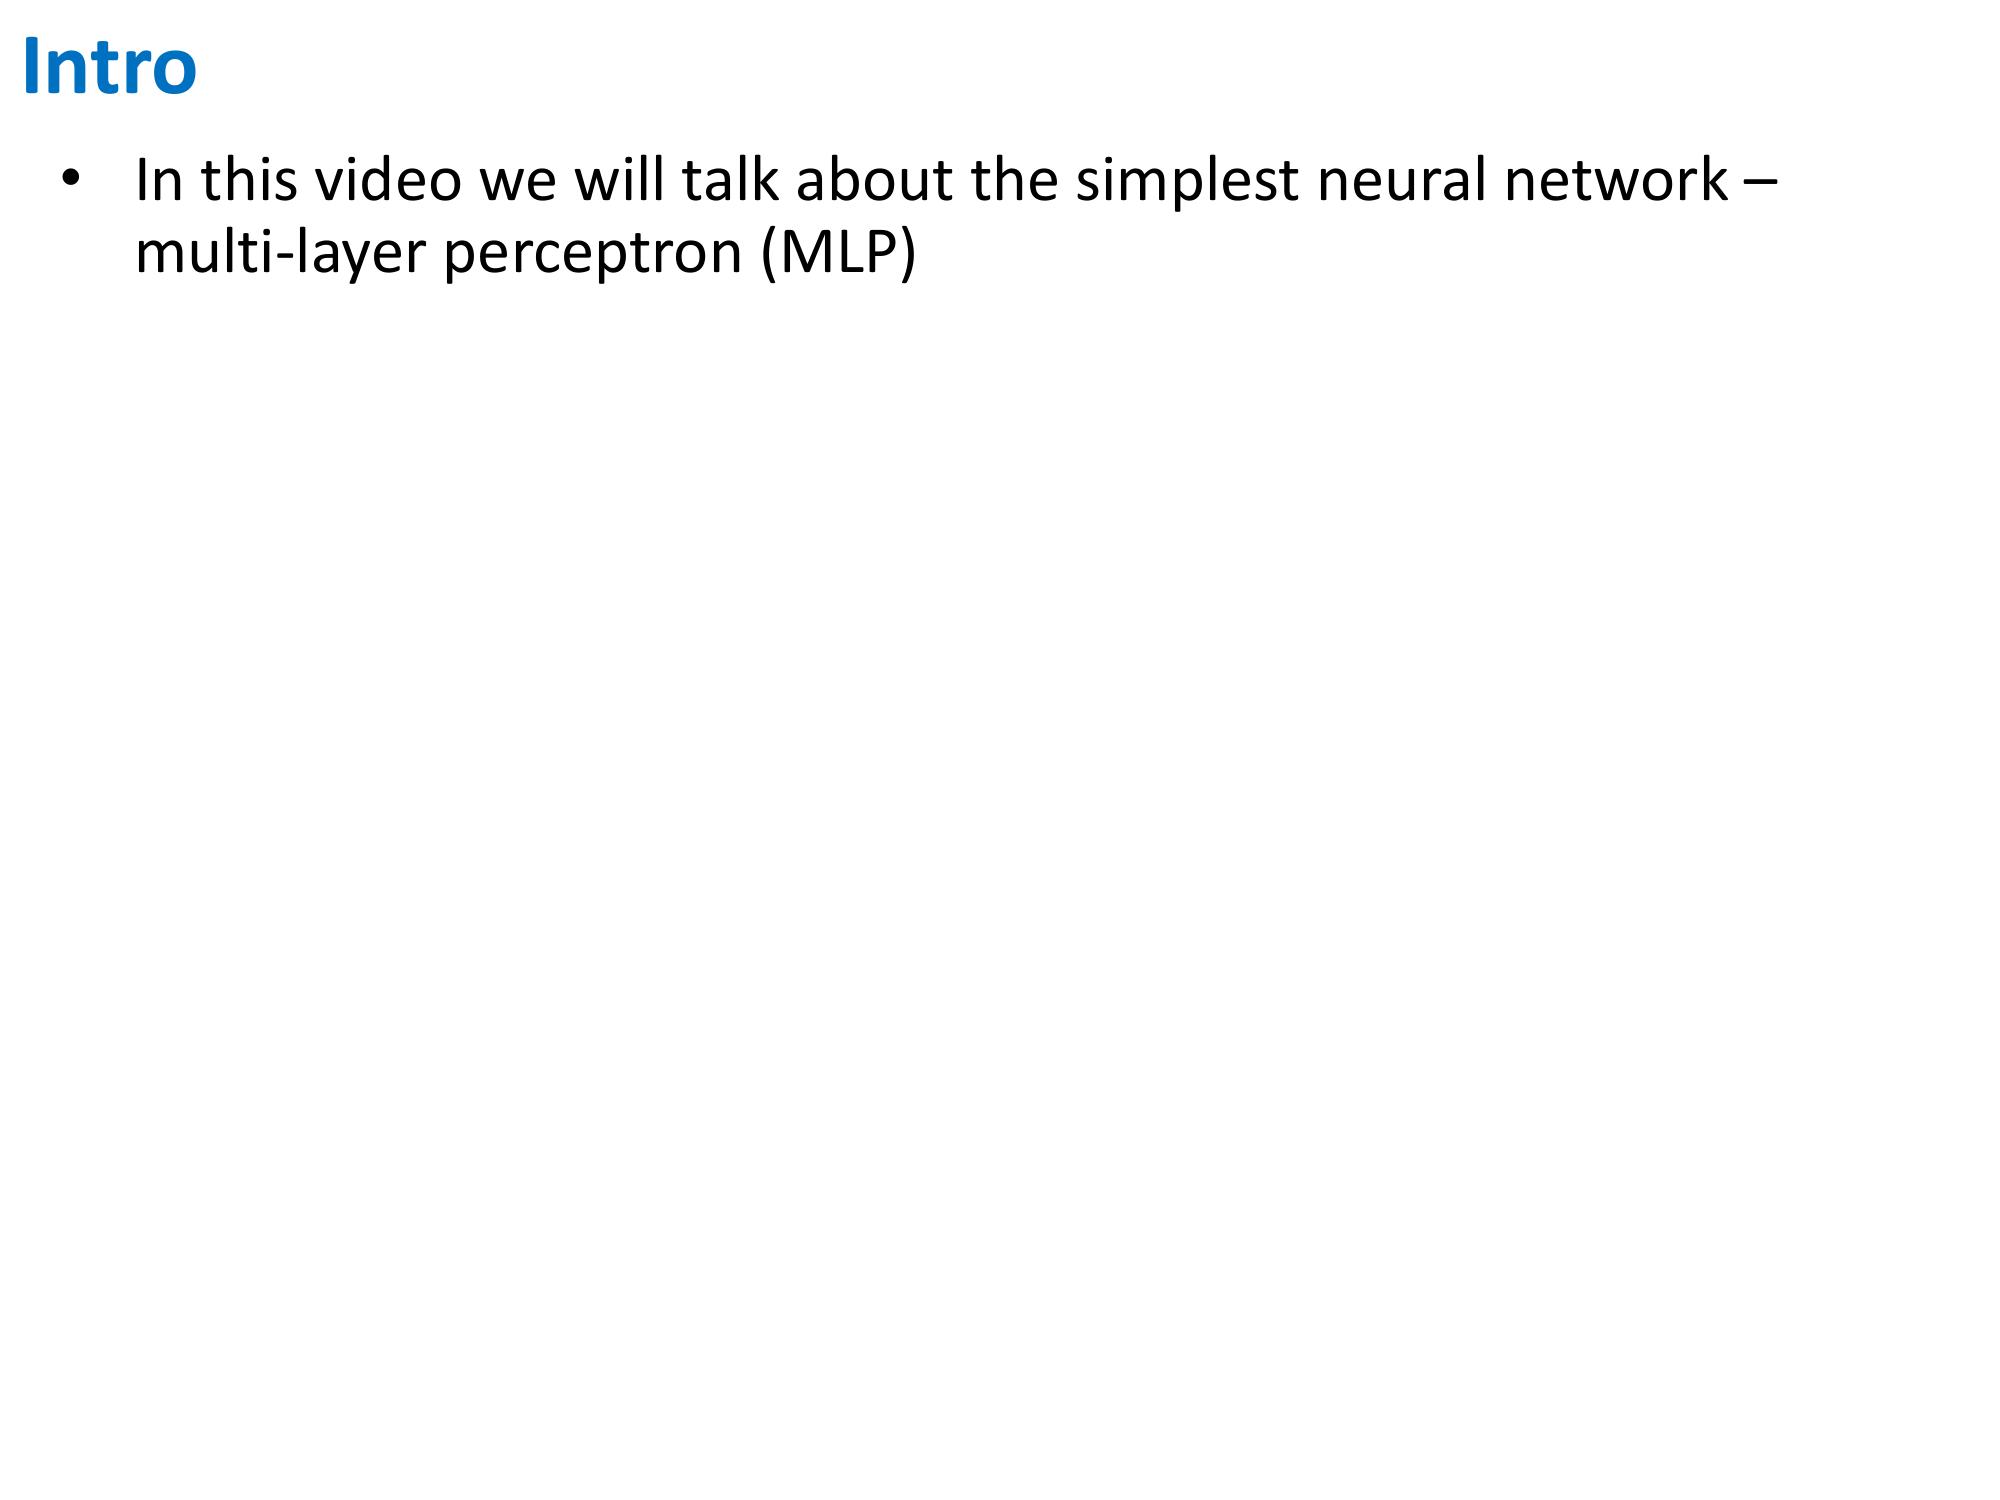 Intro
• In this video we will talk about the simplest neural network –
multi-layer perceptron (MLP)